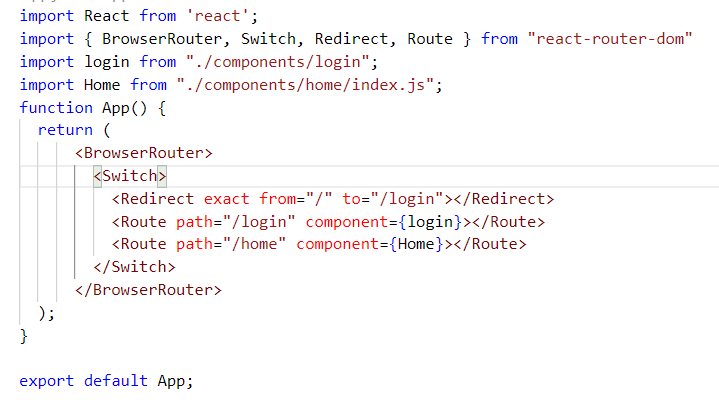 import React from 'react';
import { BrowserRouter, Switch, Redirect, Route } from "react-router-dom"
import login from "./components/login";
import Home from "./components/home/index.js";
function App() {
  return (
      <BrowserRouter>
        <Switch>
          <Redirect exact from="/" to="/login"></Redirect>
          <Route path="/login" component={login}></Route>
          <Route path="/home" component={Home}></Route>
        </Switch>
      </BrowserRouter>
  );
}

export default App;